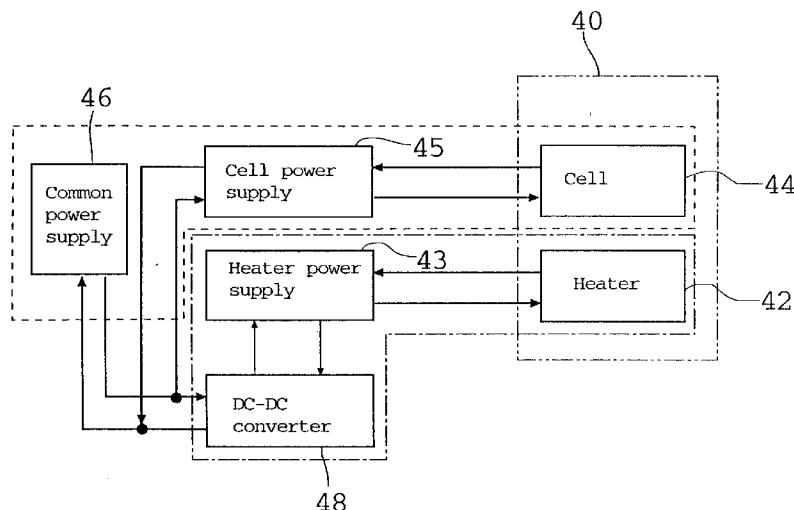 40
46
45
Cell power
supply
Cell
44
Common
power
supply
43
Heater power
supply
Heater
42
DC-DC
converter
48